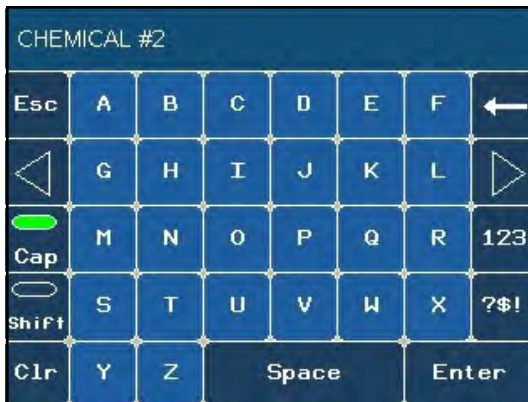 CHEMICAL #2
Esc A B C D E F
G H I J K L
M N O P Q R 123
Cap
S T U V W X ?$!
Shift
Clr Y Z Space Enter